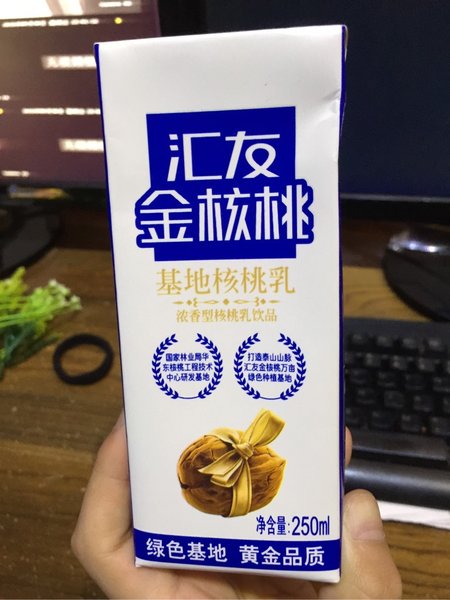 汇友
金核桃
基地核桃乳
浓香型核桃乳饮品
国家林业局华
东核桃工程技术
中心研发基地
打造泰山山脉
汇友金核桃万亩
绿色种植基地
净含量:250ml
绿色基地 黄金品质